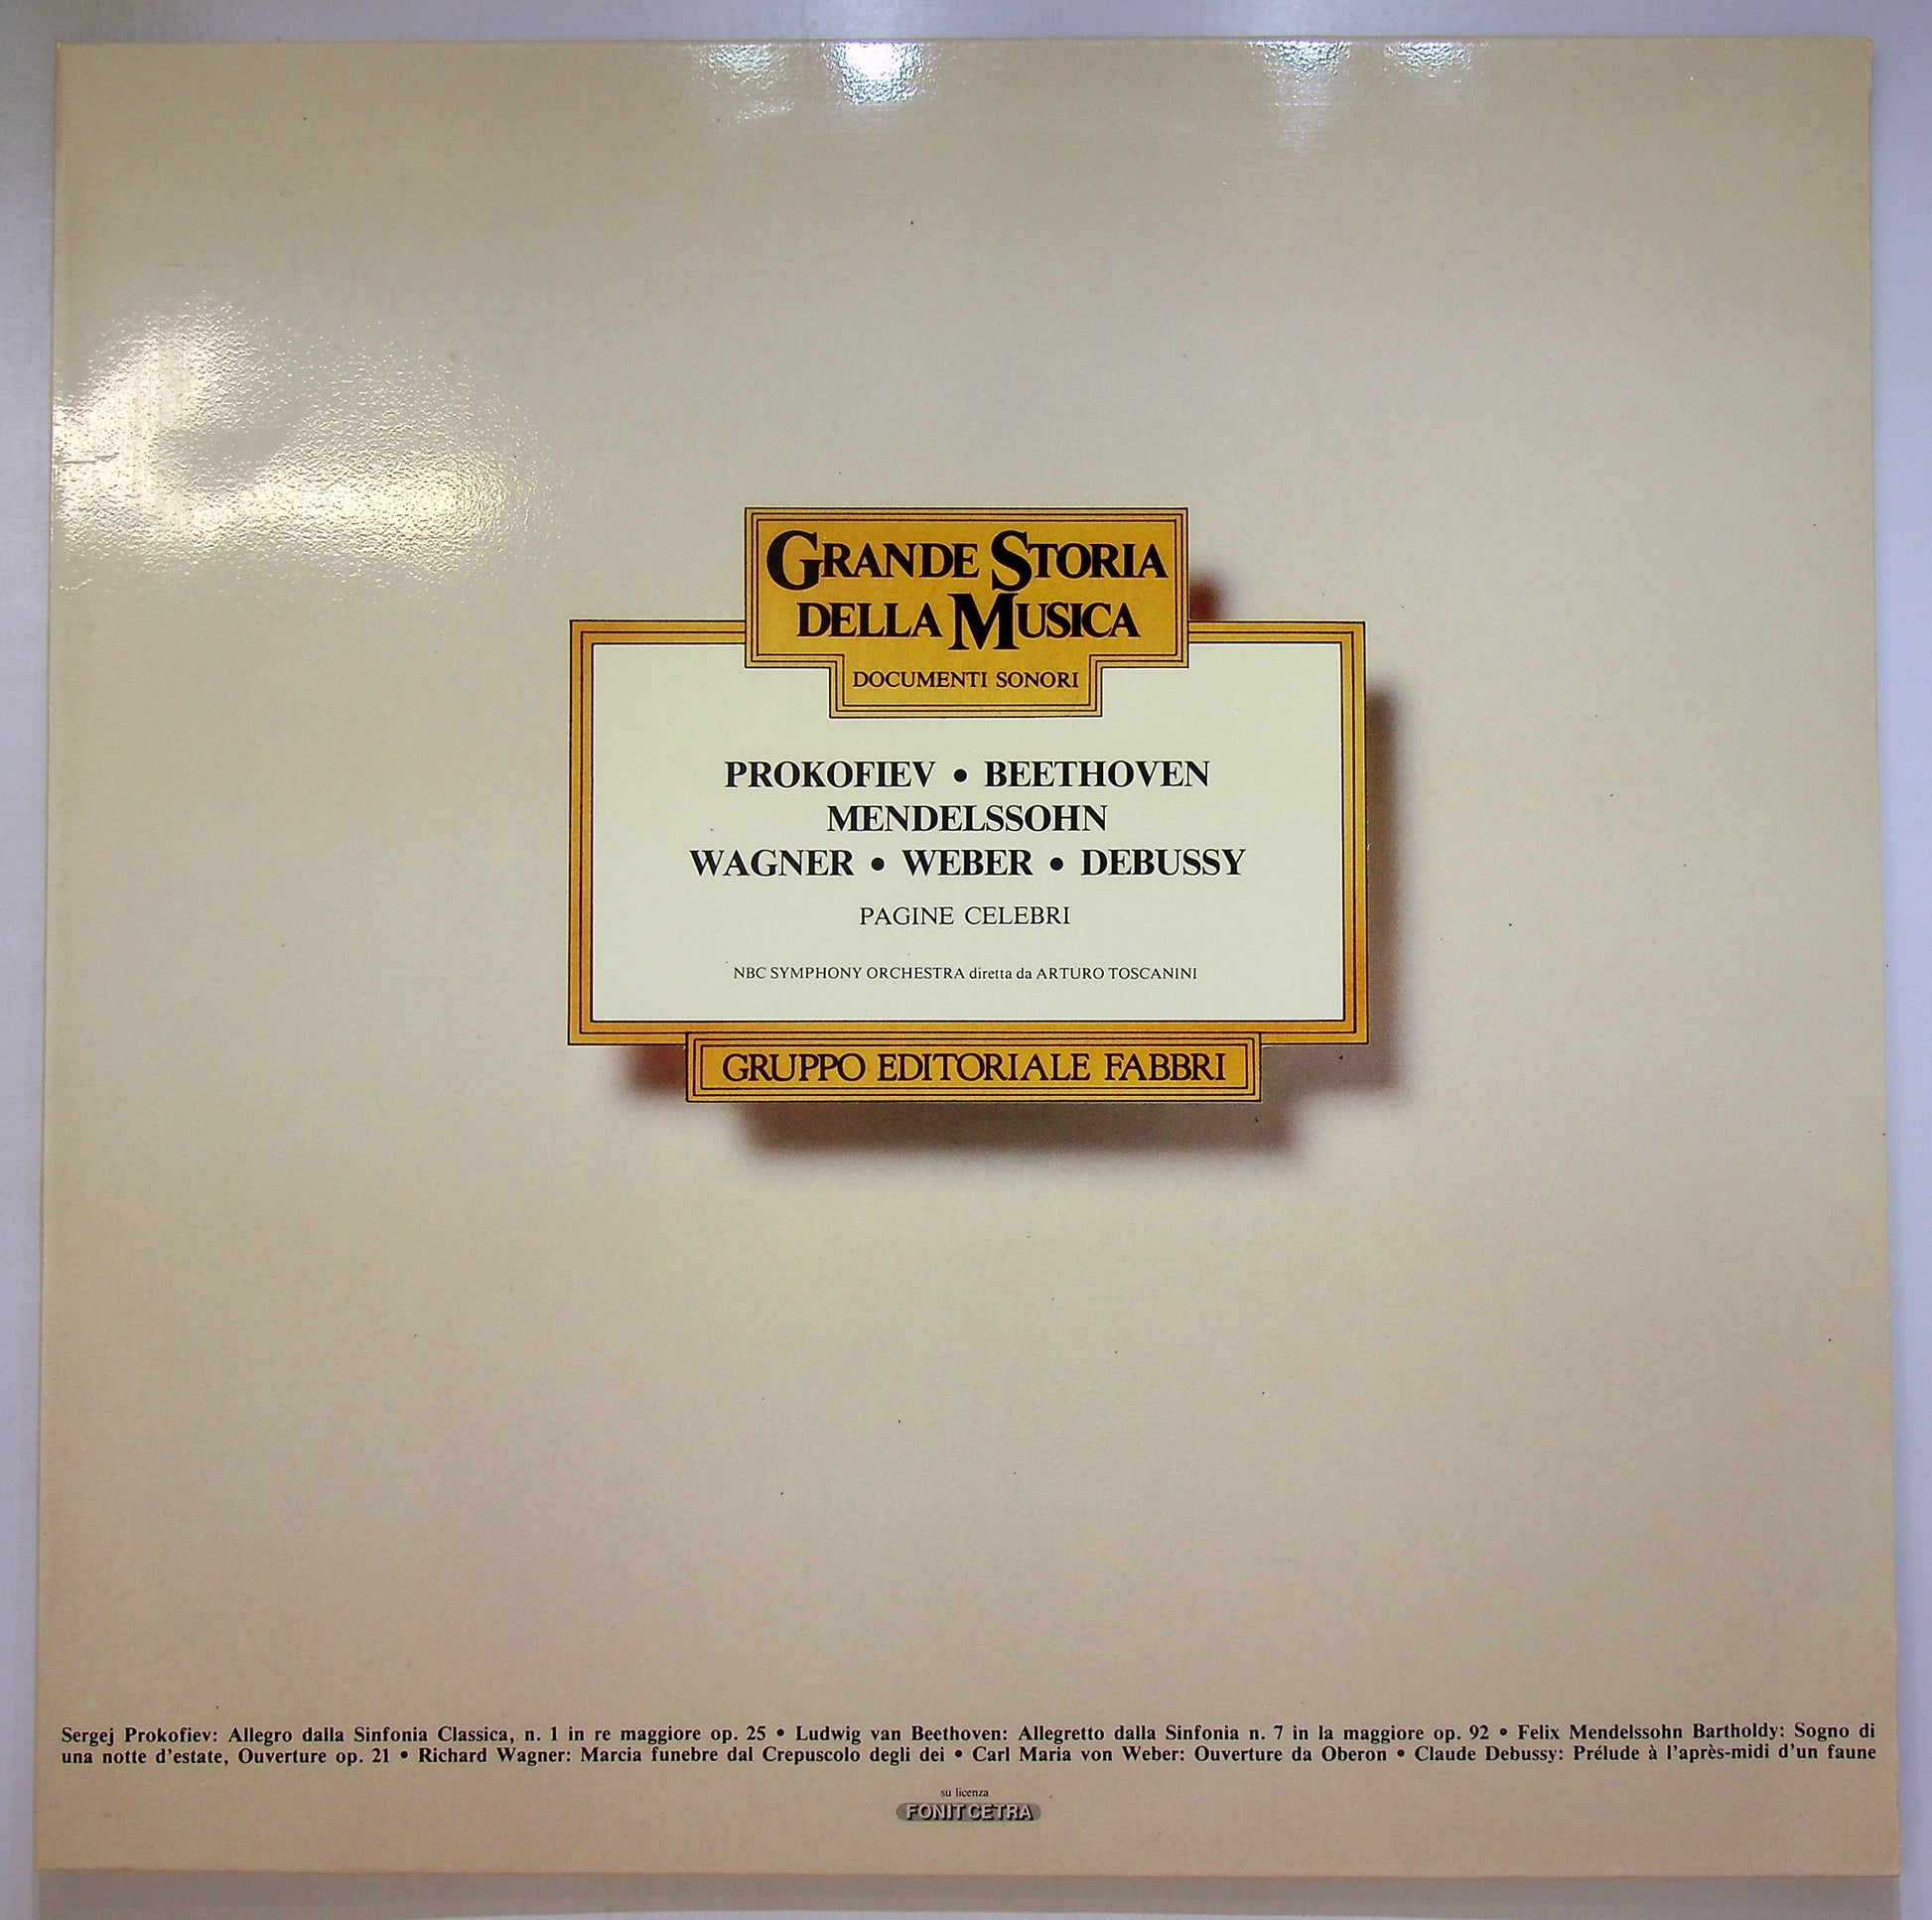 GRANDE STORIA
DELLA MUSICA
DOCUMENTI SONORI
PROKOFIEV • BEETHOVEN
MENDELSSOHN
WAGNER • WEBER • DEBUSSY
PAGINE CELEBRI
NBC SYMPHONY ORCHESTRA diretta da ARTURO TOSCANINI
GRUPPO EDITORIALE FABBRI
Sergej Prokofiev: Allegro dalla Sinfonia Classica, n. 1 in re maggiore op. 25 • Ludwig van Beethoven: Allegretto dalla Sinfonia n. 7 in la maggiore op. 92 • Felix Mendelssohn Bartholdy: Sogno di
una notte d'estate, Ouverture op. 21 • Richard Wagner: Marcia funebre dal Crepuscolo degli dei • Carl Maria von Weber: Ouverture da Oberon • Claude Debussy: Prélude à l'après-midi d'un faune
su licenza
FONIT CETRA